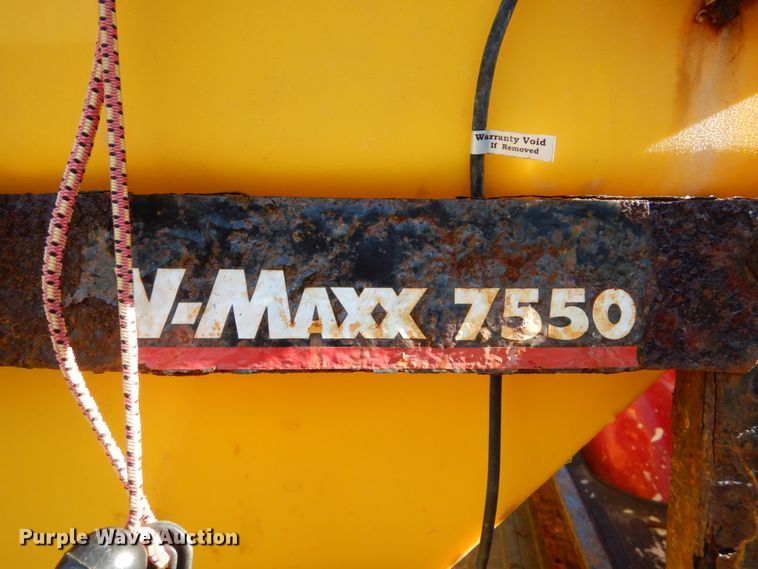 Warranty Void
If Removed
V-MAXX 7550
Purple Wave Auction